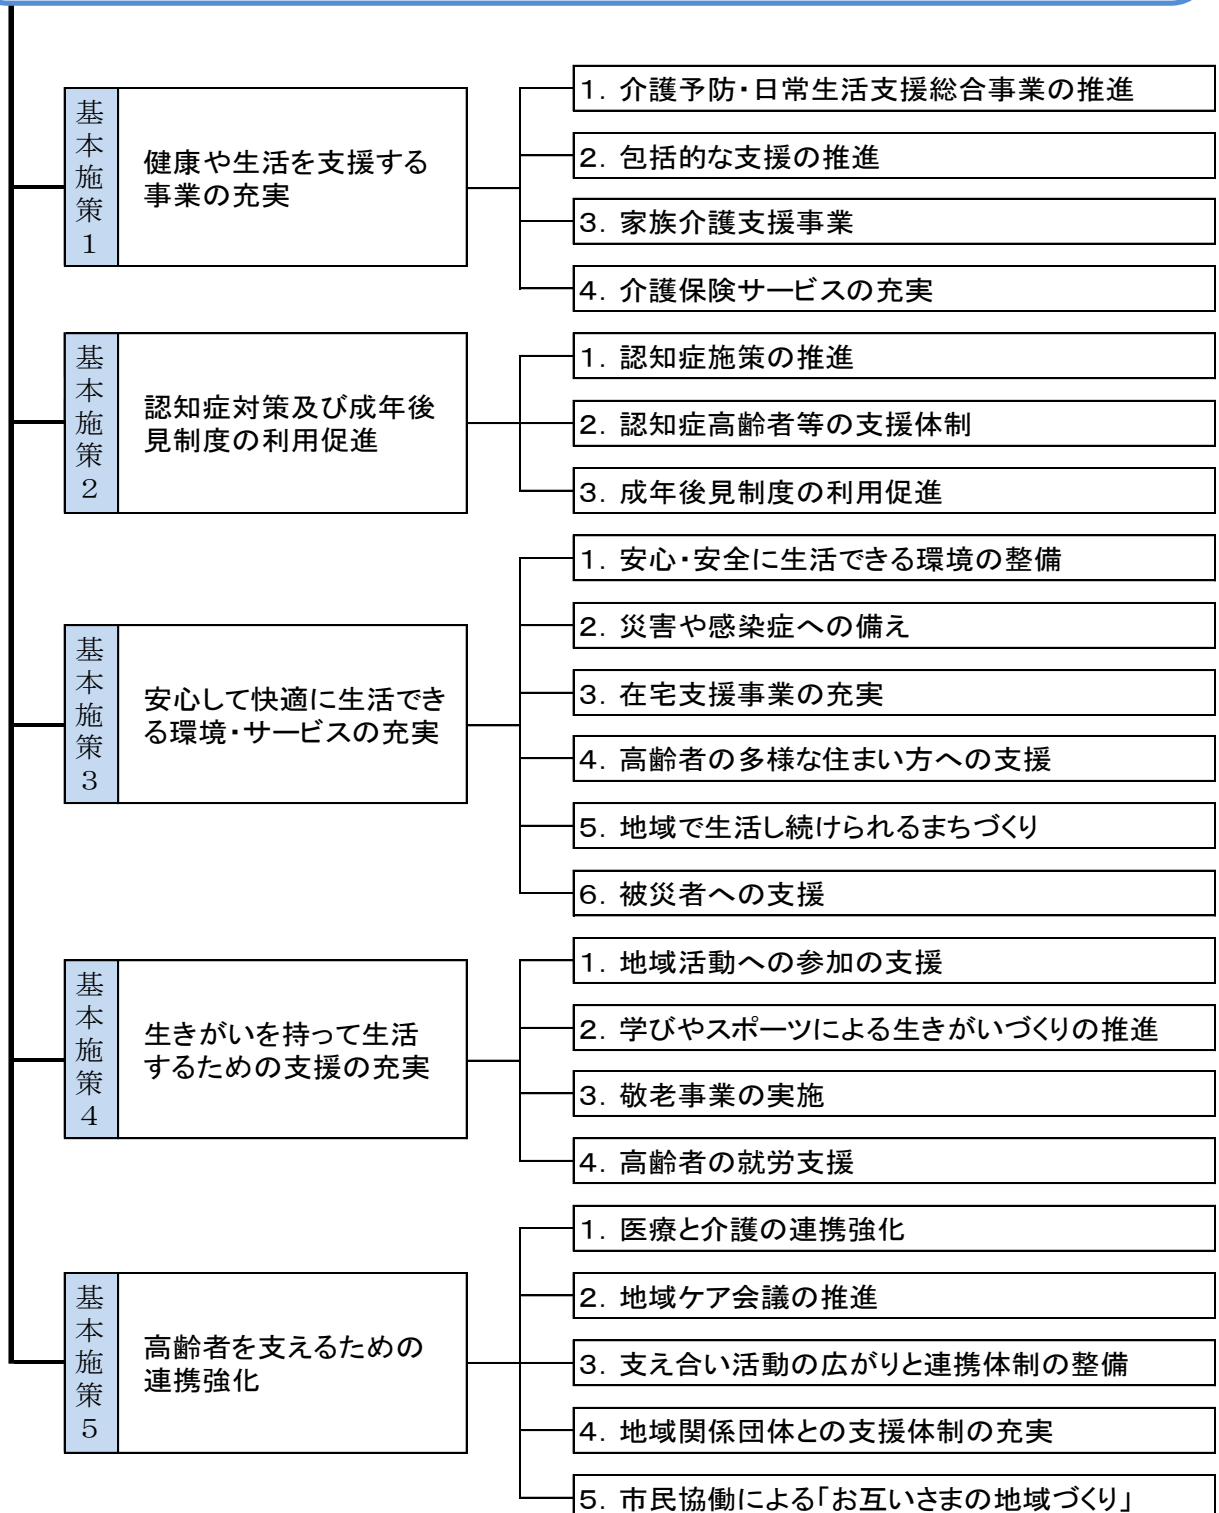 基本施策1
健康や生活を支援する
事業の充実
1．介護予防・日常生活支援総合事業の推進
2．包括的な支援の推進
3．家族介護支援事業
4．介護保険サービスの充実
基本施策2
認知症対策及び成年後
見制度の利用促進
1．認知症施策の推進
2．認知症高齢者等の支援体制
3．成年後見制度の利用促進
基本施策3
安心して快適に生活でき
る環境・サービスの充実
1．安心・安全に生活できる環境の整備
2．災害や感染症への備え
3．在宅支援事業の充実
4．高齢者の多様な住まい方への支援
5．地域で生活し続けられるまちづくり
6．被災者への支援
基本施策4
生きがいを持って生活
するための支援の充実
1．地域活動への参加の支援
2．学びやスポーツによる生きがいづくりの推進
3．敬老事業の実施
4．高齢者の就労支援
基本施策5
高齢者を支えるための
連携強化
1．医療と介護の連携強化
2．地域ケア会議の推進
3．支え合い活動の広がりと連携体制の整備
4．地域関係団体との支援体制の充実
5．市民協働による「お互いさまの地域づくり」